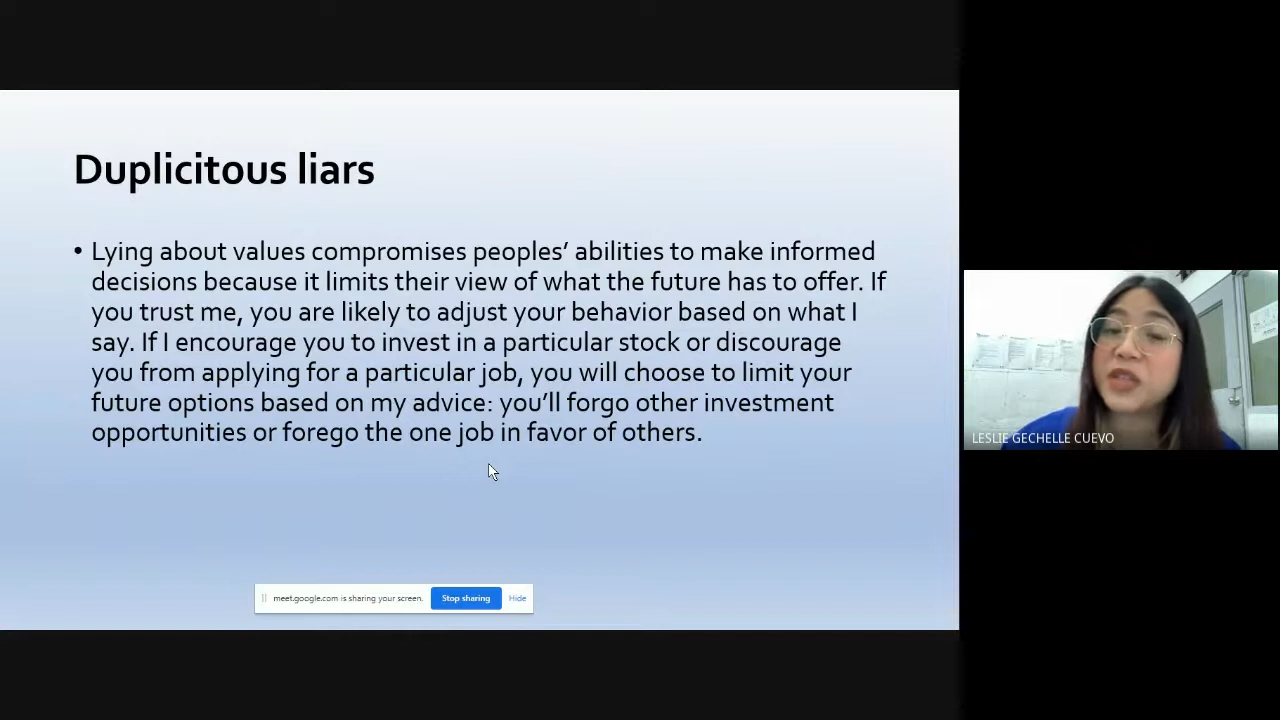 Duplicitous liars
• Lying about values compromises peoples’ abilities to make informed
decisions because it limits their view of what the future has to offer. If
you trust me, you are likely to adjust your behavior based on what I
say. If I encourage you to invest in a particular stock or discourage
you from applying for a particular job, you will choose to limit your
future options based on my advice: you’ll forgo other investment
opportunities or forego the one job in favor of others.
meet.google.com is sharing your screen.
Stop sharing
Hide
LESLIE GECHELLE CUEVO